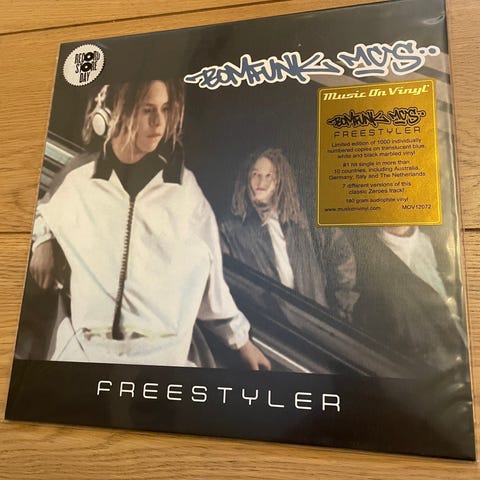 RECORD
STORE
DAY
BOMFUNK MC'S..
Music On Vinyl
BOMFUNK MC'S
FREESTYLER
Limited edition of 1000 individually
numbered copies on translucent blue,
white and black marbled vinyl
#1 hit single in more than
10 countries, including Australia,
Germany, Italy and The Netherlands
7 different versions of this
classic Zeroes track!
180 gram audiophile vinyl
www.musiconvinyl.com MOV12072
FREESTYLER